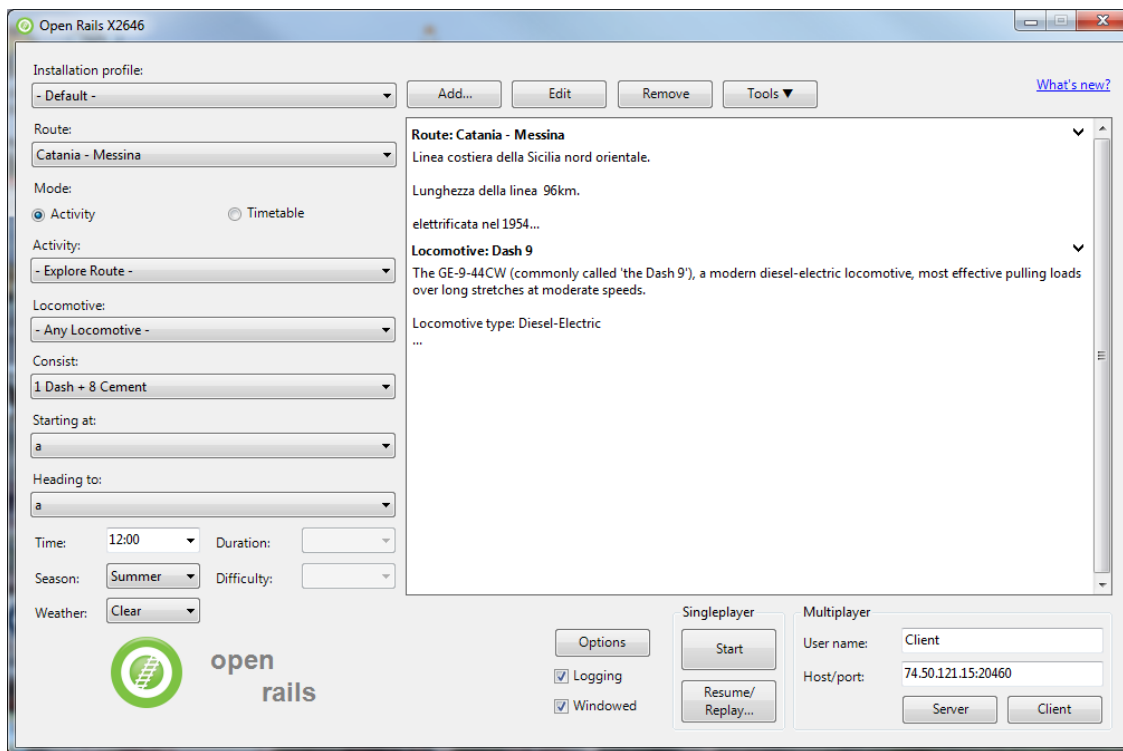 Open Rails X2646
Installation profile:
- Default -
Add...
Edit
Remove
Tools ▼
What's new?
Route:
Catania - Messina
Mode:
Activity
Timetable
Activity:
- Explore Route -
Locomotive:
- Any Locomotive -
Consist:
1 Dash + 8 Cement
Starting at:
a
Heading to:
a
Time:
12:00
Duration:
Season:
Summer
Difficulty:
Weather:
Clear
open
rails
Route: Catania - Messina
Linea costiera della Sicilia nord orientale.
Lunghezza della linea  96km.
elettrificata nel 1954...
Locomotive: Dash 9
The GE-9-44CW (commonly called 'the Dash 9'), a modern diesel-electric locomotive, most effective pulling loads
over long stretches at moderate speeds.
Locomotive type: Diesel-Electric
...
Options
Logging
Windowed
Singleplayer
Start
Resume/
Replay...
Multiplayer
User name:
Client
Host/port:
74.50.121.15:20460
Server
Client